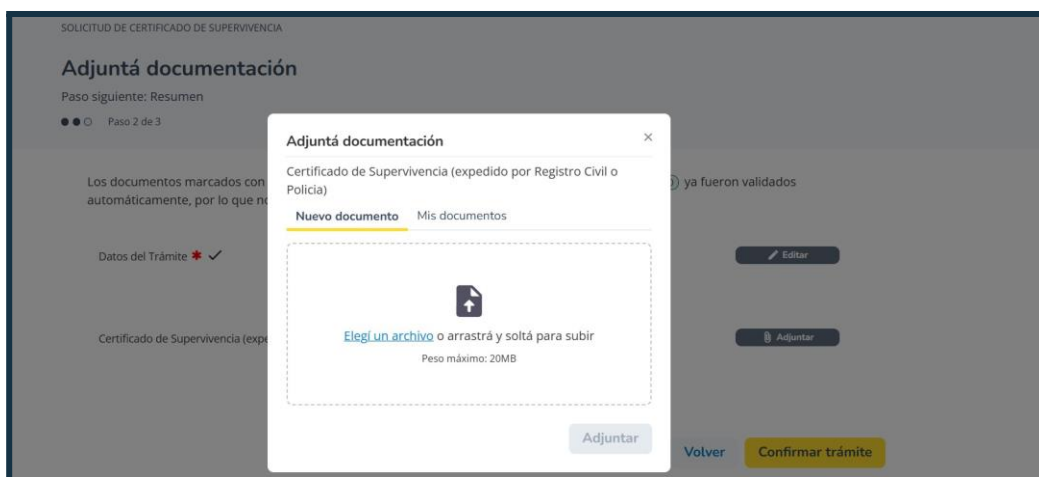 SOLICITUD DE CERTIFICADO DE SUPERVIVENCIA
Adjuntá documentación
Paso siguiente: Resumen
Paso 2 de 3
Adjuntá documentación
×
Certificado de Supervivencia (expedido por Registro Civil o
Policia)
Nuevo documento Mis documentos
Elegí un archivo o arrastrá y soltá para subir
Peso máximo: 20MB
Adjuntar
Los documentos marcados con
ya fueron validados
automáticamente, por lo que
Datos del Trámite * ✓
Editar
Certificado de Supervivencia
Adjuntar
Volver
Confirmar trámite